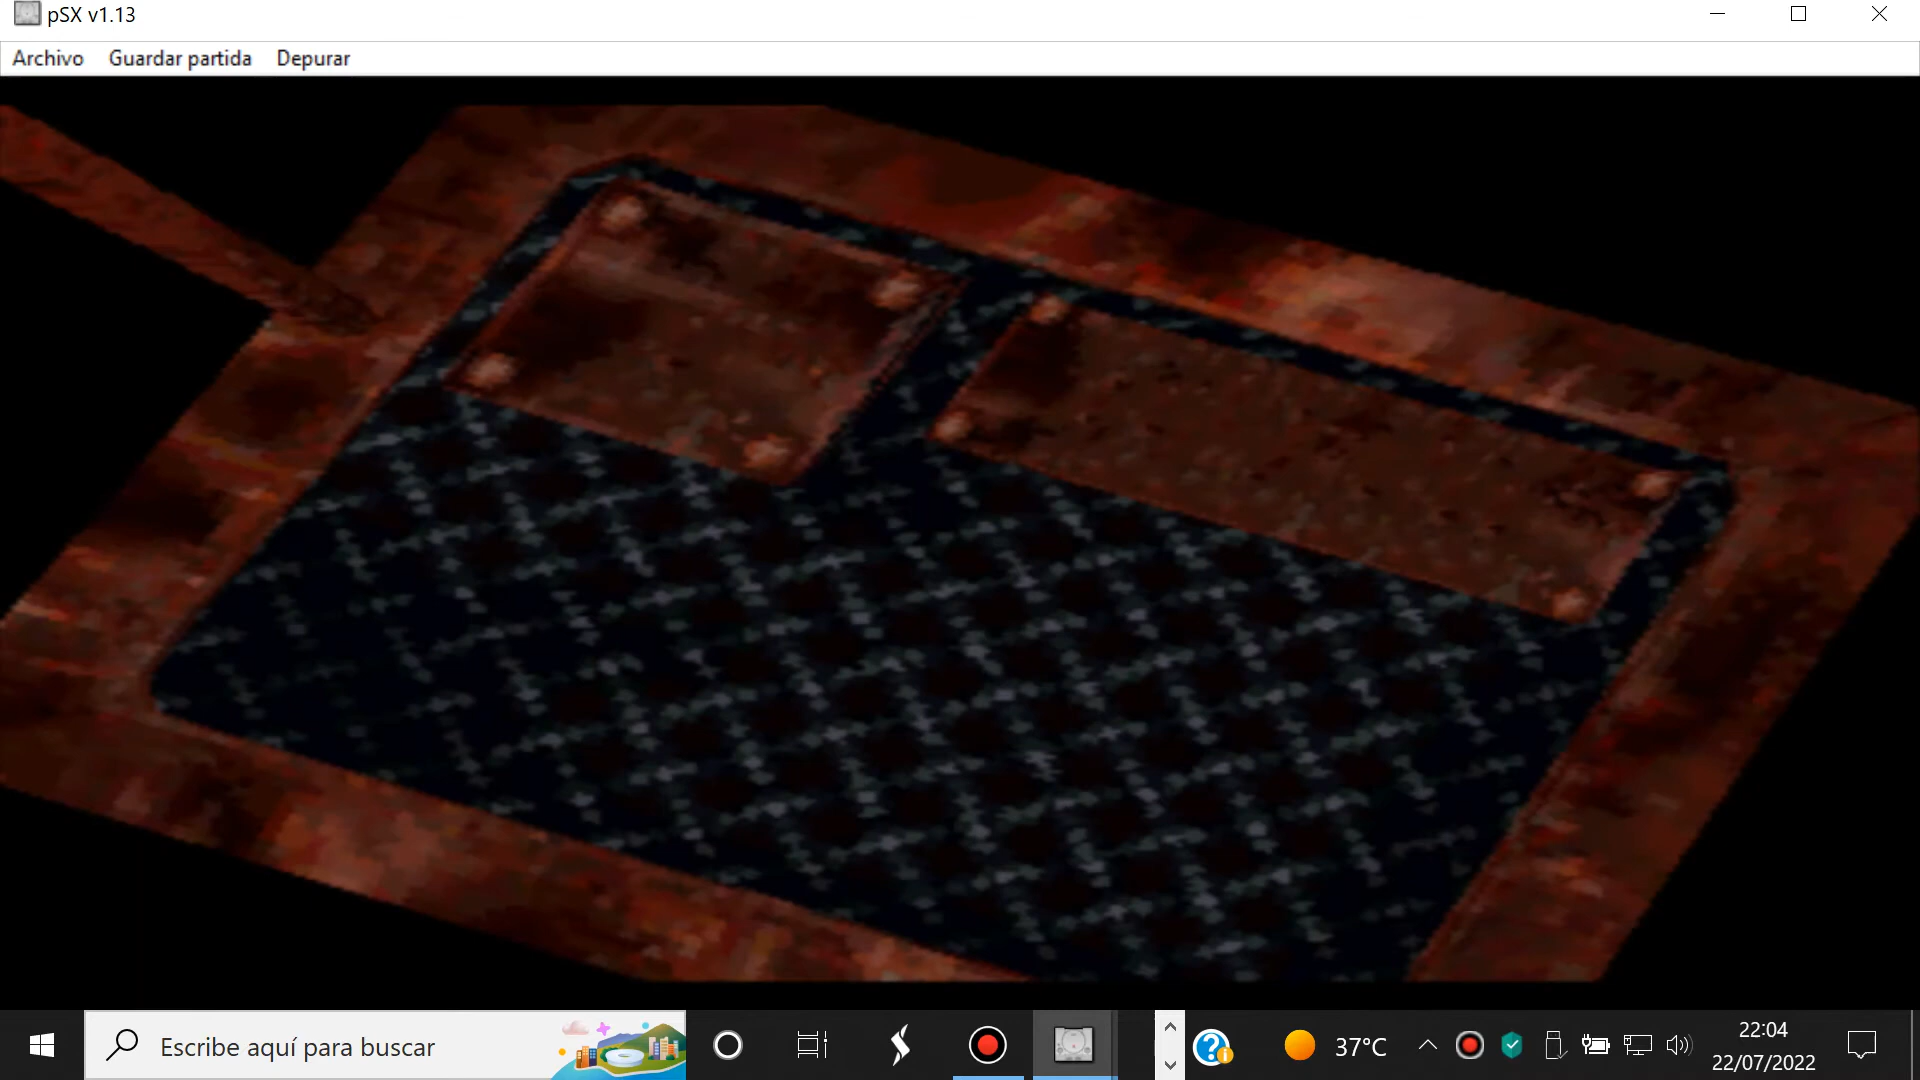 pSX v1.13
Archivo Guardar partida Depurar
Escribe aquí para buscar
37°C
22:04
22/07/2022